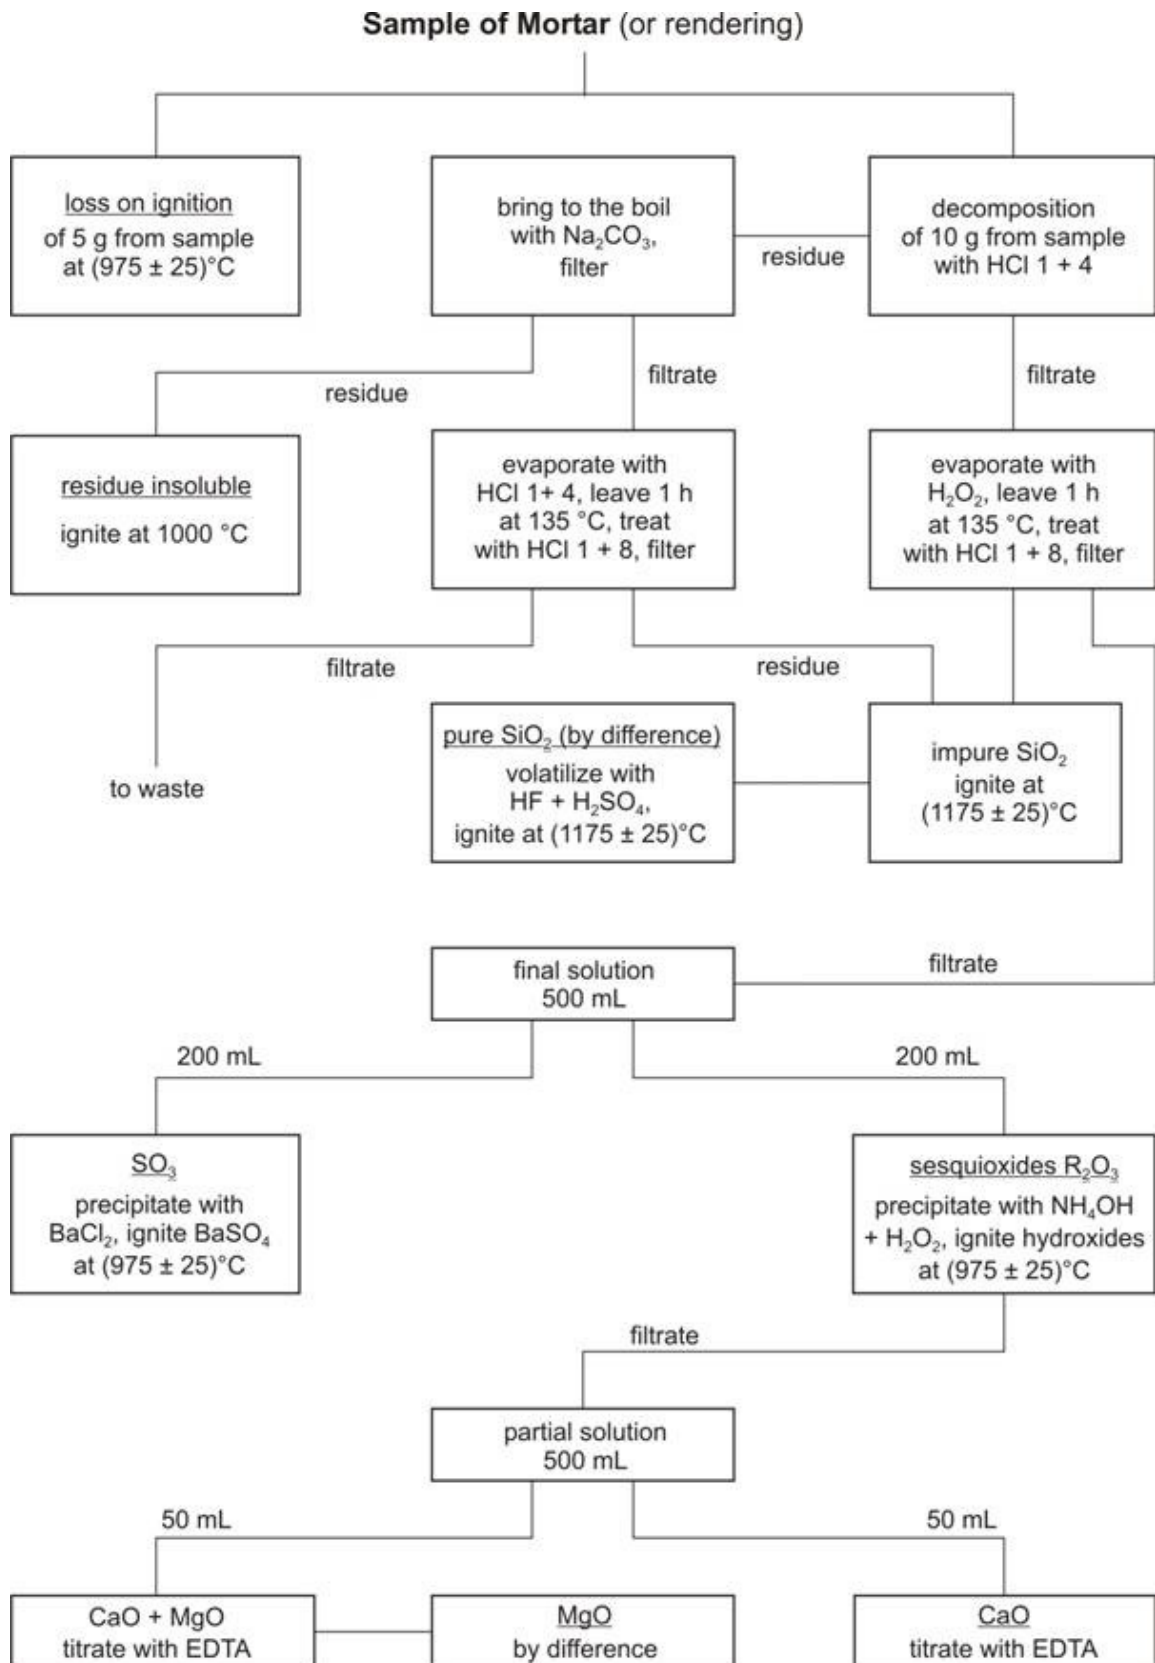 Sample of Mortar (or rendering)
loss on ignition
of 5 g from sample
at (975 ± 25)°C
bring to the boil
with Na₂CO₃,
filter
residue
decomposition
of 10 g from sample
with HCl 1 + 4
residue
filtrate
filtrate
residue insoluble
ignite at 1000 °C
evaporate with
HCl 1+ 4, leave 1 h
at 135 °C, treat
with HCl 1 + 8, filter
evaporate with
H₂O₂, leave 1 h
at 135 °C, treat
with HCl 1 + 8, filter
filtrate
residue
to waste
pure SiO₂ (by difference)
volatilize with
HF + H₂SO₄,
ignite at (1175 ± 25)°C
impure SiO₂
ignite at
(1175 ± 25)°C
final solution
500 mL
filtrate
200 mL
200 mL
SO₃
precipitate with
BaCl₂, ignite BaSO₄
at (975 ± 25)°C
sesquioxides R₂O₃
precipitate with NH₄OH
+ H₂O₂, ignite hydroxides
at (975 ± 25)°C
filtrate
partial solution
500 mL
50 mL
50 mL
CaO + MgO
titrate with EDTA
MgO
by difference
CaO
titrate with EDTA